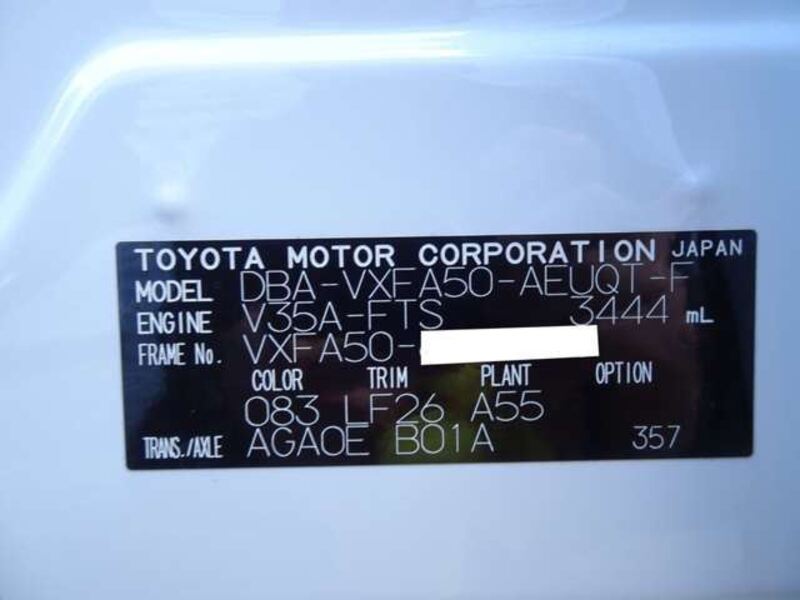 TOYOTA MOTOR CORPORATION JAPAN
MODEL DBA-VXFA50-AEUQT-F
ENGINE V35A-FTS 3444 mL
FRAME No. VXFA50-
COLOR TRIM PLANT OPTION
083 LF26 A55
TRANS./AXLE AGA0E B01A 357